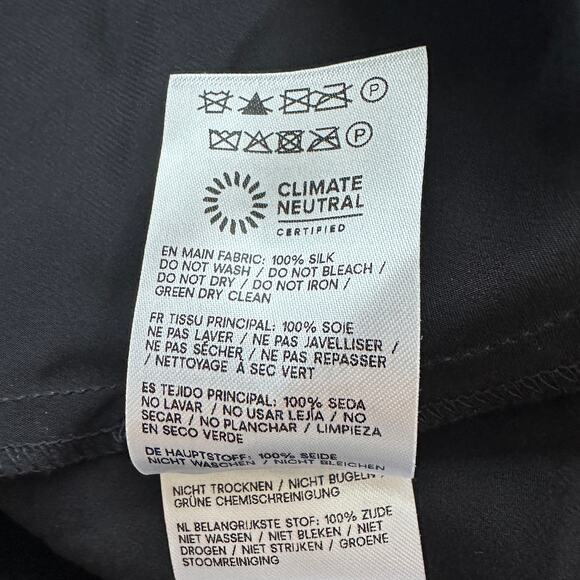 P
P
CLIMATE
NEUTRAL
CERTIFIED
EN MAIN FABRIC: 100% SILK
DO NOT WASH / DO NOT BLEACH /
DO NOT DRY / DO NOT IRON /
GREEN DRY CLEAN
FR TISSU PRINCIPAL: 100% SOIE
NE PAS LAVER / NE PAS JAVELLISER /
NE PAS SÉCHER / NE PAS REPASSER
/ NETTOYAGE À SEC VERT
ES TEJIDO PRINCIPAL: 100% SEDA
NO LAVAR / NO USAR LEJÍA / NO
SECAR / NO PLANCHAR / LIMPIEZA
EN SECO VERDE
DE HAUPTSTOFF: 100% SEIDE
NICHT WASCHEN / NICHT BLEICHEN
NICHT TROCKNEN / NICHT BÜGELN /
GRÜNE CHEMISCHREINIGUNG
NL BELANGRIJKSTE STOF: 100% ZIJDE
NIET WASSEN / NIET BLEKEN / NIET
DROGEN / NIET STRIJKEN / GROENE
STOOMREINIGING